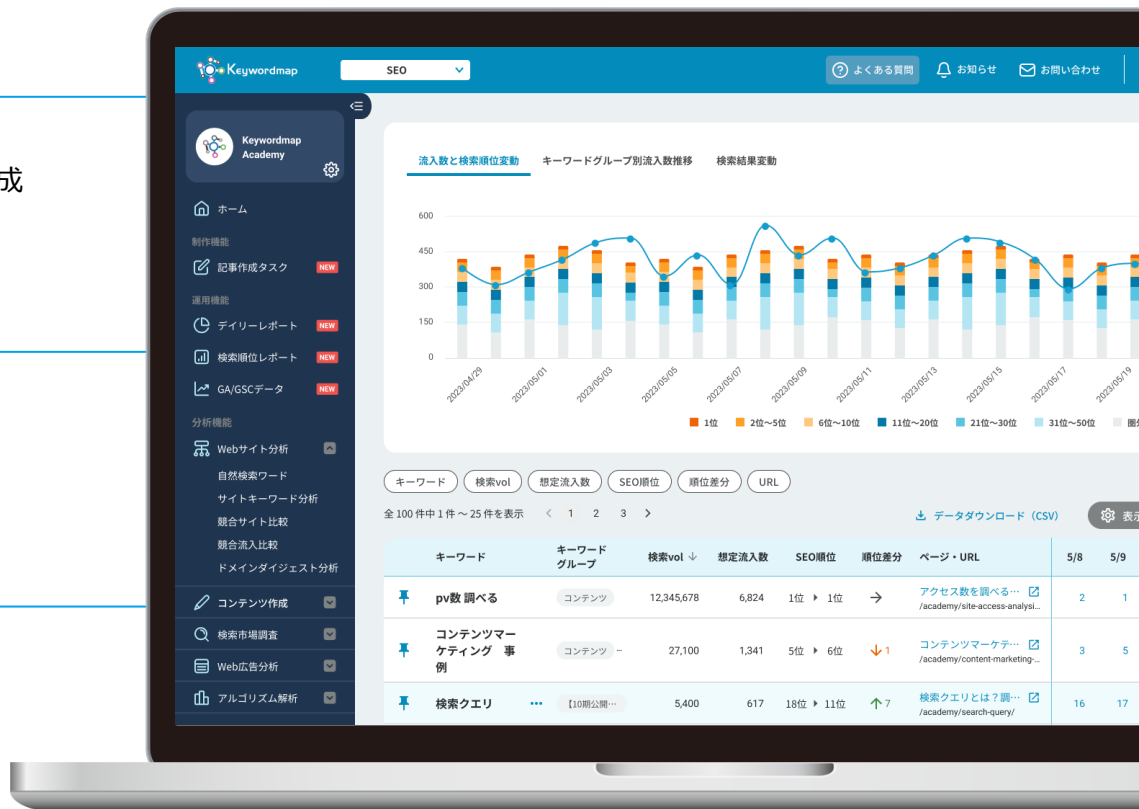 成
Keywordmap
SEO
よくある質問
お知らせ
お問い合わせ
Keywordmap
Academy
ホーム
制作機能
記事作成タスク NEW
運用機能
デイリーレポート NEW
検索順位レポート NEW
GA/GSCデータ NEW
分析機能
Webサイト分析
自然検索ワード
サイトキーワード分析
競合サイト比較
競合流入比較
ドメインダイジェスト分析
コンテンツ作成
検索市場調査
Web広告分析
アルゴリズム解析
流入数と検索順位変動 キーワードグループ別流入数推移 検索結果変動
600
450
300
150
0
2023/04/29 2023/05/01 2023/05/03 2023/05/05 2023/05/07 2023/05/09 2023/05/11 2023/05/13 2023/05/15 2023/05/17 2023/05/19
1位 2位〜5位 6位〜10位 11位〜20位 21位〜30位 31位〜50位 圏
キーワード 検索vol 想定流入数 SEO順位 順位差分 URL
全 100 件中 1 件 〜 25 件を表示 < 1 2 3 >
データダウンロード（CSV） 表示
キーワード キーワード
グループ 検索vol ↓ 想定流入数 SEO順位 順位差分 ページ・URL 5/8 5/9
pv数 調べる コンテンツ 12,345,678 6,824 1位 ▶ 1位 → アクセス数を調べる… 2 1
/academy/site-access-analysi...
コンテンツマー
ケティング 事
例 コンテンツ … 27,100 1,341 5位 ▶ 6位 ↓ 1 コンテンツマーケテ… 3 5
/academy/content-marketing-...
検索クエリ … 【10期公開… 5,400 617 18位 ▶ 11位 ↑ 7 検索クエリとは？調… 16 17
/academy/search-query/